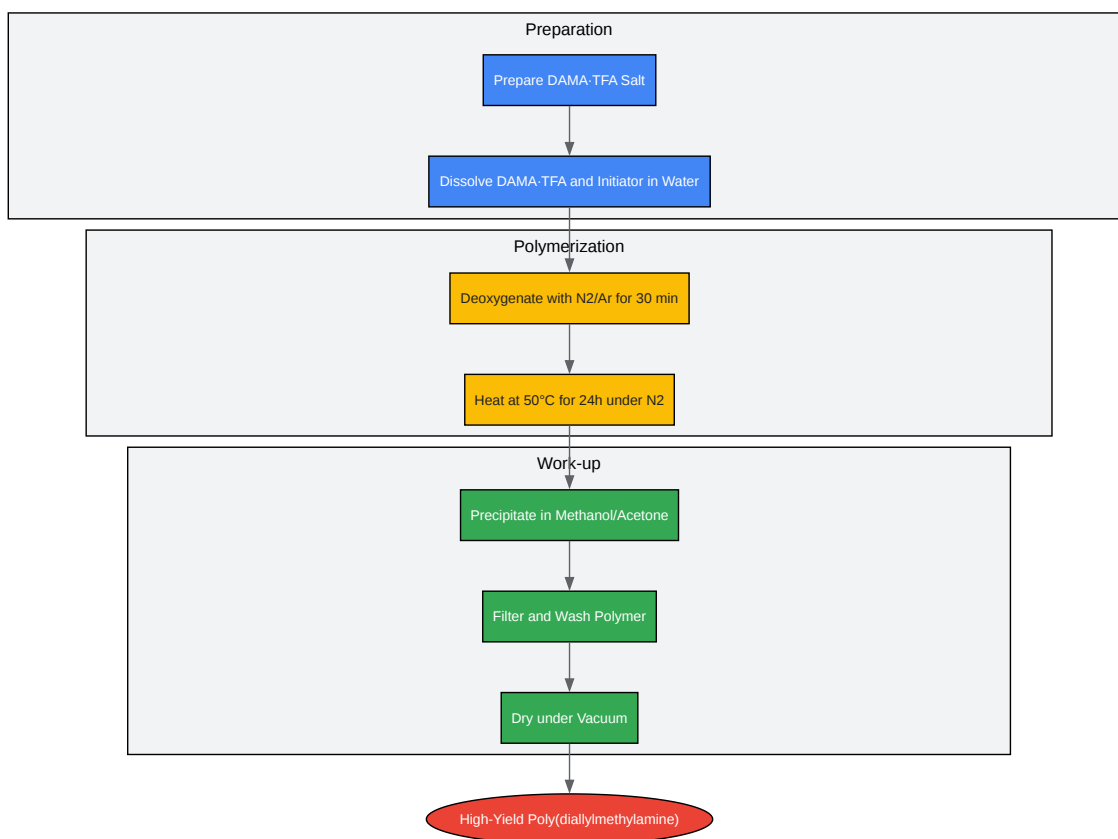 Preparation
Prepare DAMA·TFA Salt
Dissolve DAMA·TFA and Initiator in Water
Polymerization
Deoxygenate with N2/Ar for 30 min
Heat at 50°C for 24h under N2
Work-up
Precipitate in Methanol/Acetone
Filter and Wash Polymer
Dry under Vacuum
High-Yield Poly(diallylmethylamine)